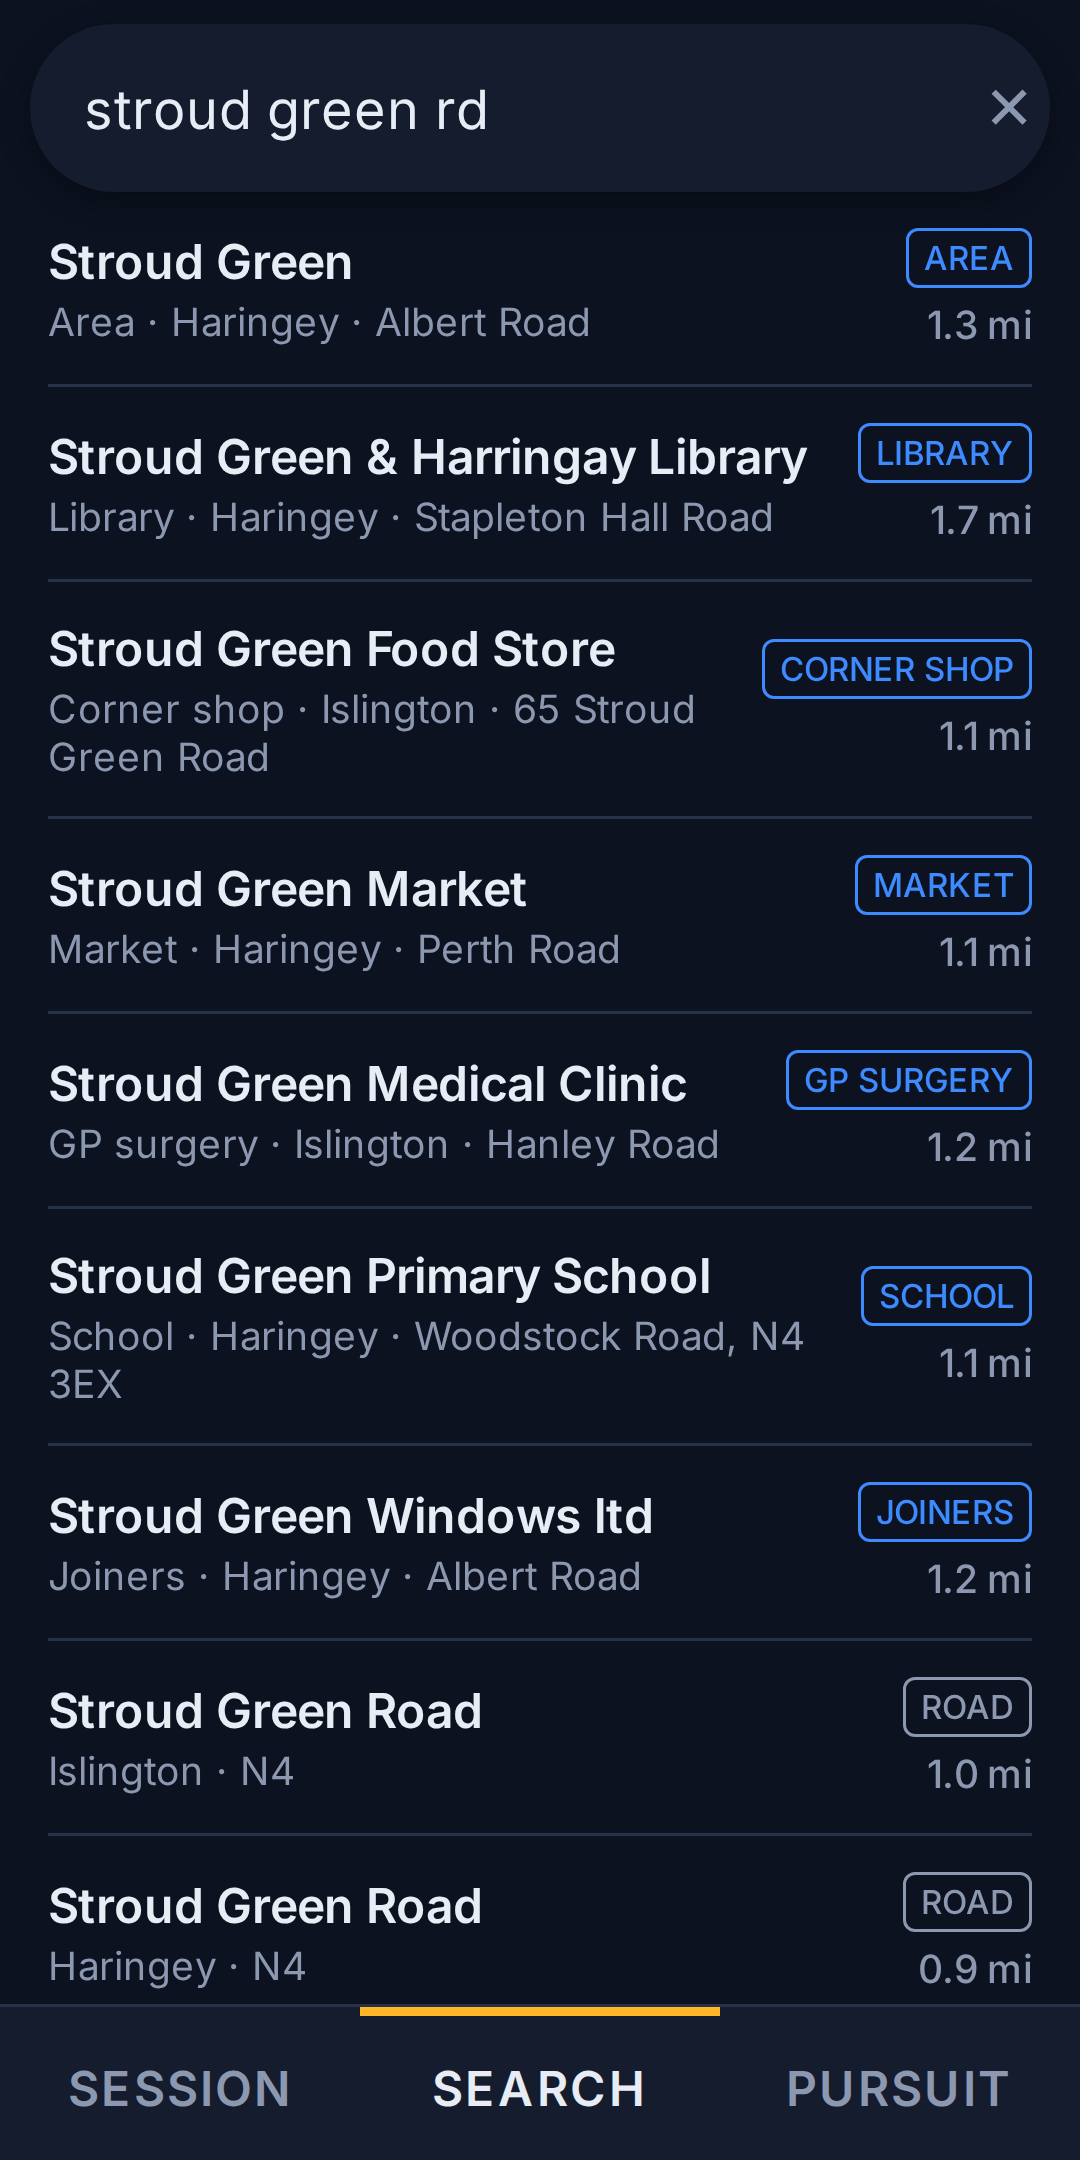 stroud green rd ×
Stroud Green
AREA
Area · Haringey · Albert Road
1.3 mi
Stroud Green & Harringay Library
LIBRARY
Library · Haringey · Stapleton Hall Road
1.7 mi
Stroud Green Food Store
CORNER SHOP
Corner shop · Islington · 65 Stroud
Green Road
1.1 mi
Stroud Green Market
MARKET
Market · Haringey · Perth Road
1.1 mi
Stroud Green Medical Clinic
GP SURGERY
GP surgery · Islington · Hanley Road
1.2 mi
Stroud Green Primary School
SCHOOL
School · Haringey · Woodstock Road, N4
3EX
1.1 mi
Stroud Green Windows ltd
JOINERS
Joiners · Haringey · Albert Road
1.2 mi
Stroud Green Road
ROAD
Islington · N4
1.0 mi
Stroud Green Road
ROAD
Haringey · N4
0.9 mi
SESSION
SEARCH
PURSUIT